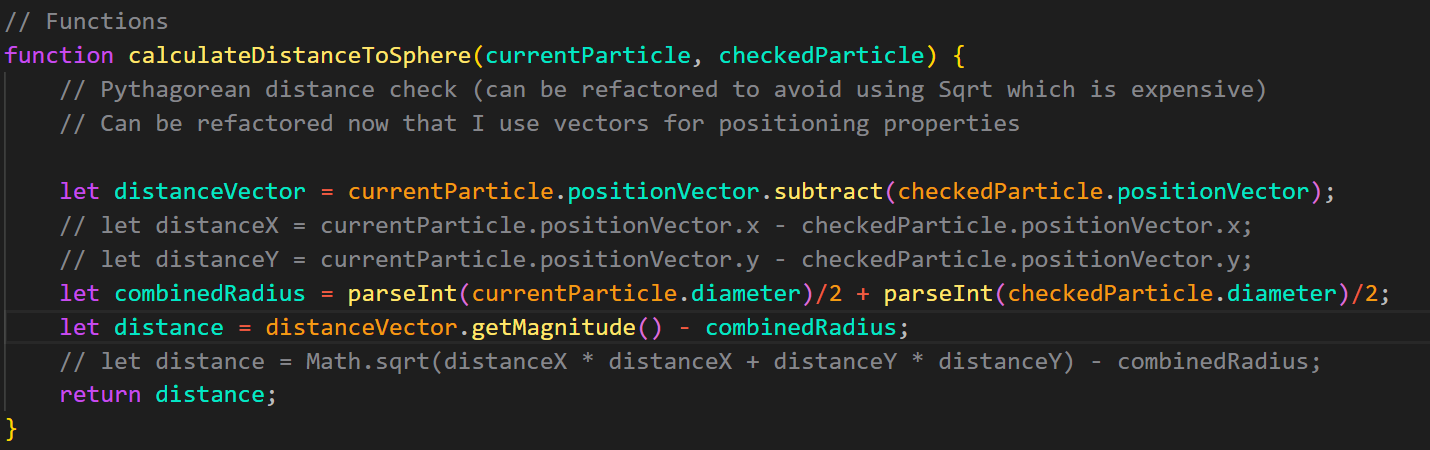 // Functions
function calculateDistanceToSphere(currentParticle, checkedParticle) {
    // Pythagorean distance check (can be refactored to avoid using Sqrt which is expensive)
    // Can be refactored now that I use vectors for positioning properties

    let distanceVector = currentParticle.positionVector.subtract(checkedParticle.positionVector);
    // let distanceX = currentParticle.positionVector.x - checkedParticle.positionVector.x;
    // let distanceY = currentParticle.positionVector.y - checkedParticle.positionVector.y;
    let combinedRadius = parseInt(currentParticle.diameter)/2 + parseInt(checkedParticle.diameter)/2;
    let distance = distanceVector.getMagnitude() - combinedRadius;
    // let distance = Math.sqrt(distanceX * distanceX + distanceY * distanceY) - combinedRadius;
    return distance;
}